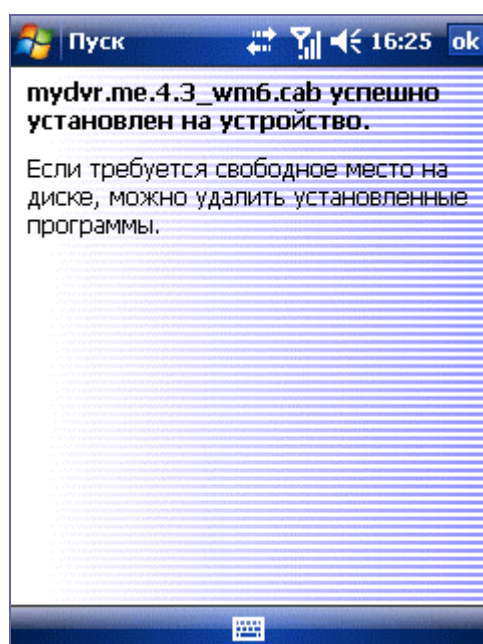 Пуск 16:25 ok
mydvr.me.4.3_wm6.cab успешно
установлен на устройство.
Если требуется свободное место на
диске, можно удалить установленные
программы.